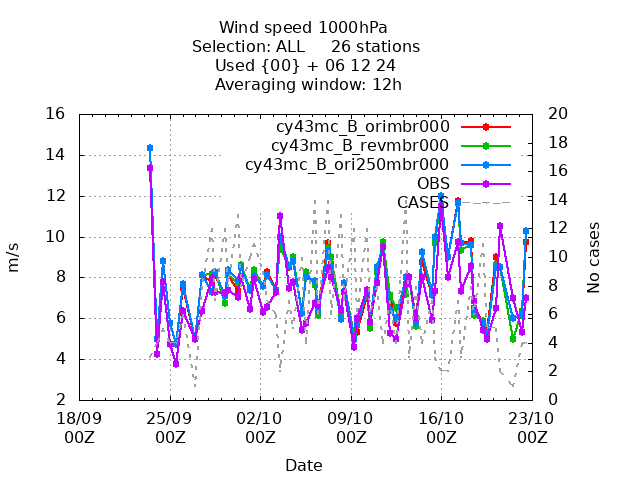 Wind speed 1000hPa
Selection: ALL 26 stations
Used {00} + 06 12 24
Averaging window: 12h
16 14 12 10 8 6 4 2
m/s
cy43mc_B_orimbr000
cy43mc_B_revmbr000
cy43mc_B_ori250mbr000
OBS
CASES
20 18 16 14 12 10 8 6 4 2 0
No cases
18/09 25/09 02/10 09/10 16/10 23/10
00Z 00Z 00Z 00Z 00Z 00Z
Date